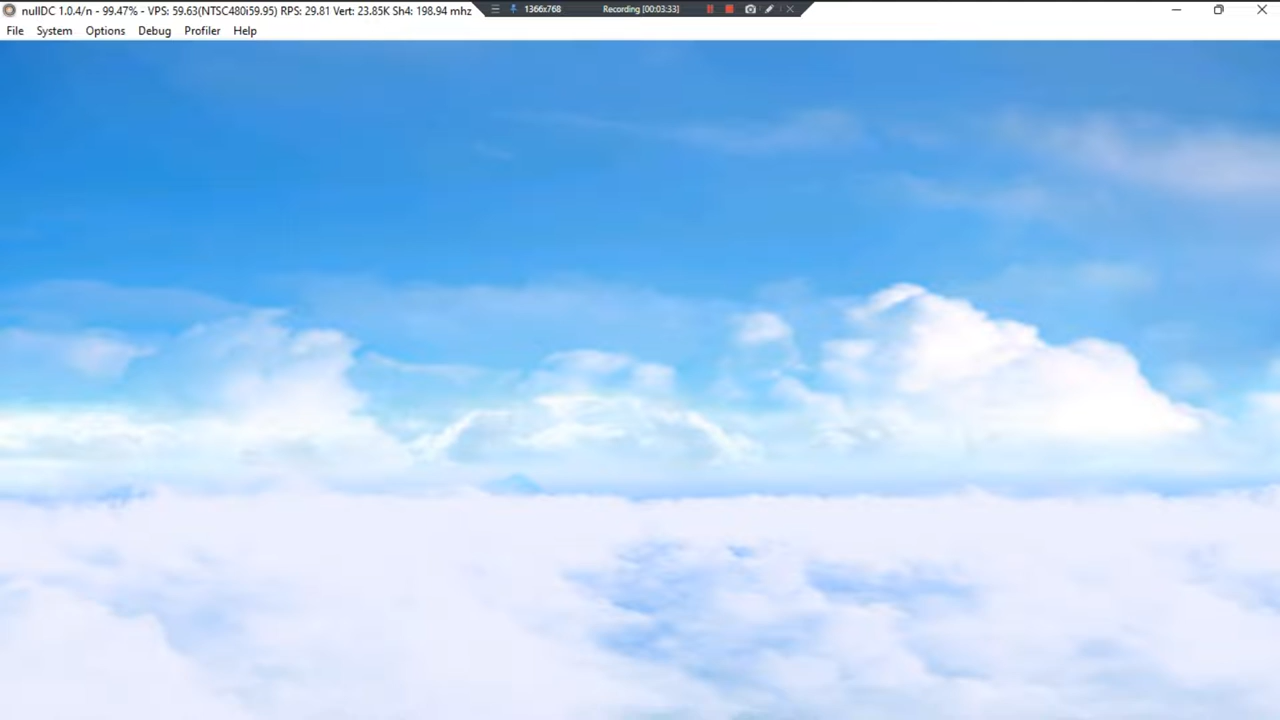 nullDC 1.0.4/n - 99.47% - VPS: 59.63(NTSC480i59.95) RPS: 29.81 Vert: 23.85K Sh4: 198.94 mhz
1366x768
Recording [00:03:33]
File System Options Debug Profiler Help